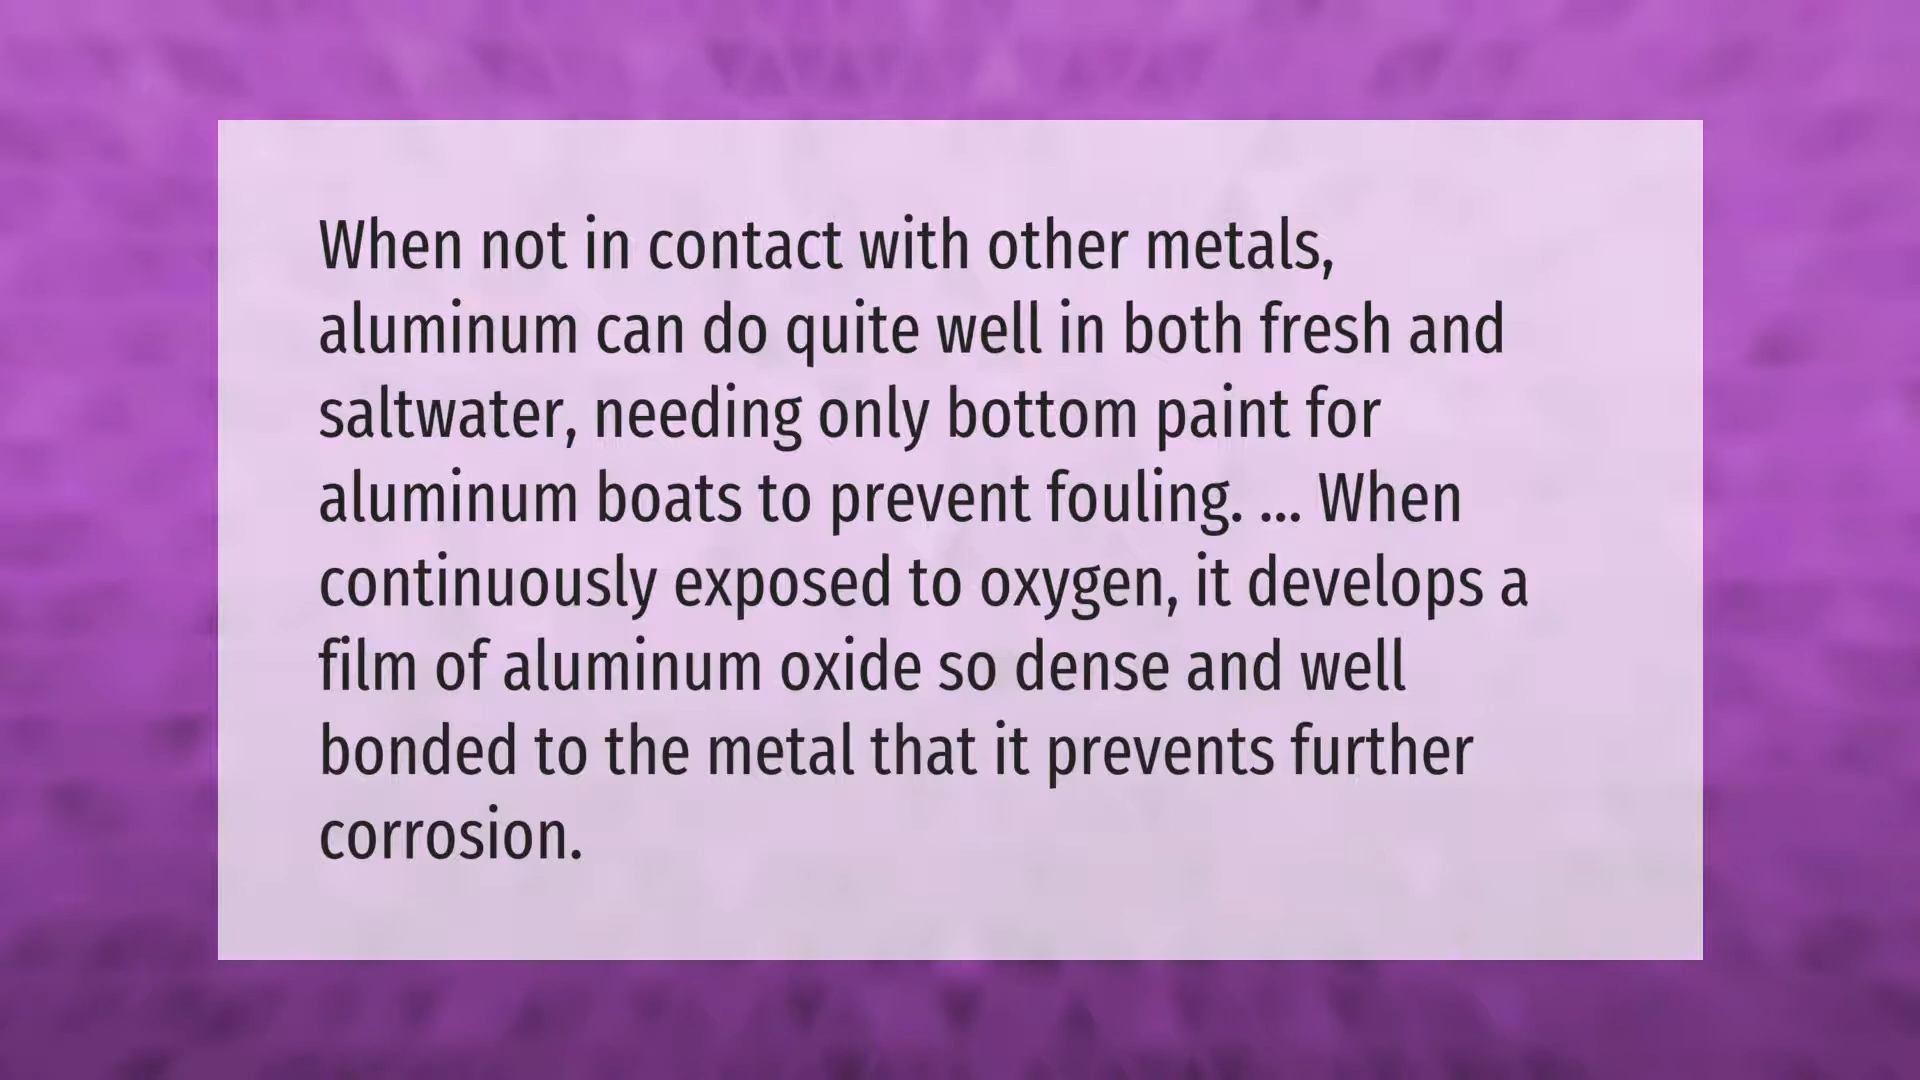 When not in contact with other metals,
aluminum can do quite well in both fresh and
saltwater, needing only bottom paint for
aluminum boats to prevent fouling. ... When
continuously exposed to oxygen, it develops a
film of aluminum oxide so dense and well
bonded to the metal that it prevents further
corrosion.